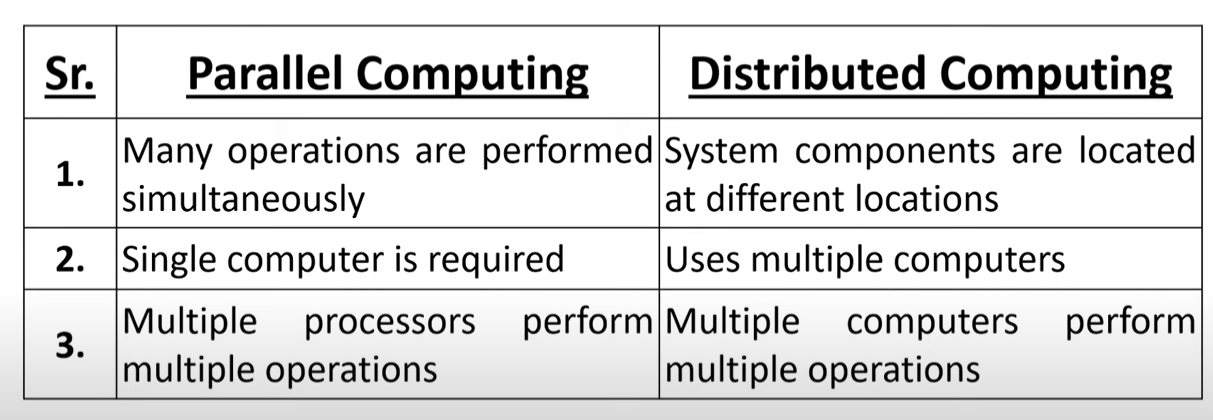 Sr. Parallel Computing Distributed Computing
1. Many operations are performed simultaneously System components are located at different locations
2. Single computer is required Uses multiple computers
3. Multiple processors perform multiple operations Multiple computers perform multiple operations